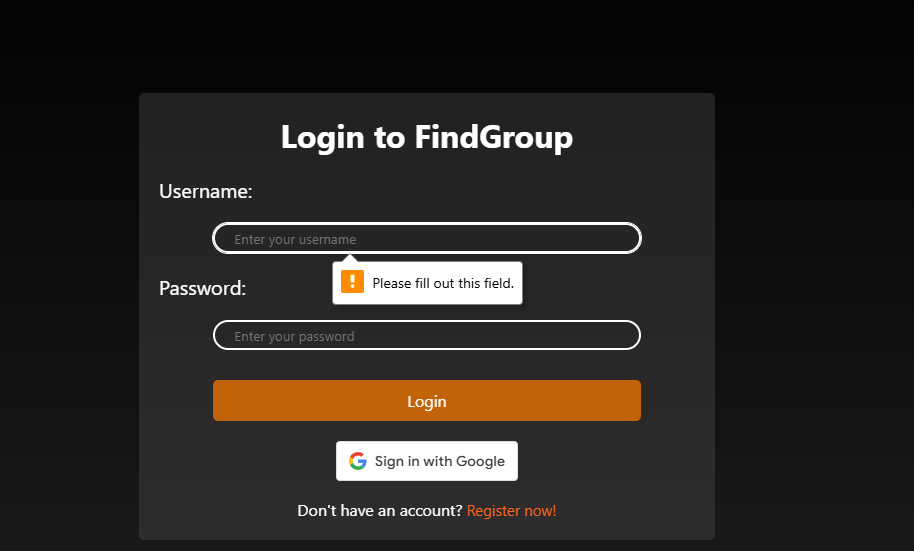 Login to FindGroup
Username:
Enter your username
Please fill out this field.
Password:
Enter your password
Login
Sign in with Google
Don't have an account? Register now!